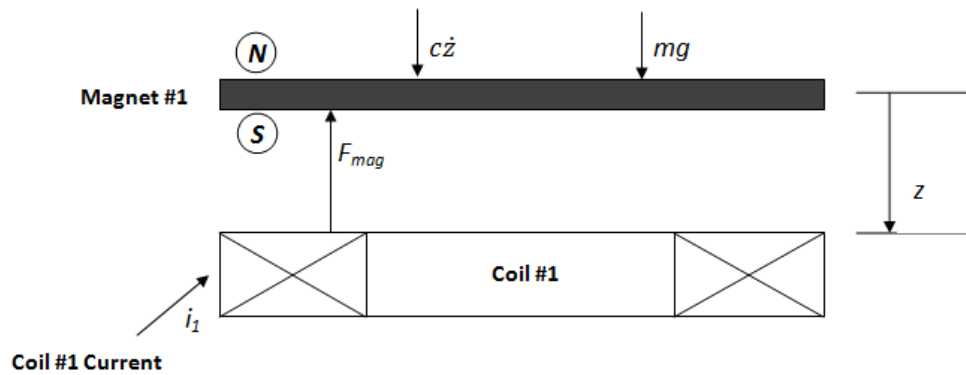 N
cż
mg
Magnet #1
S
F_mag
z
Coil #1
i_1
Coil #1 Current